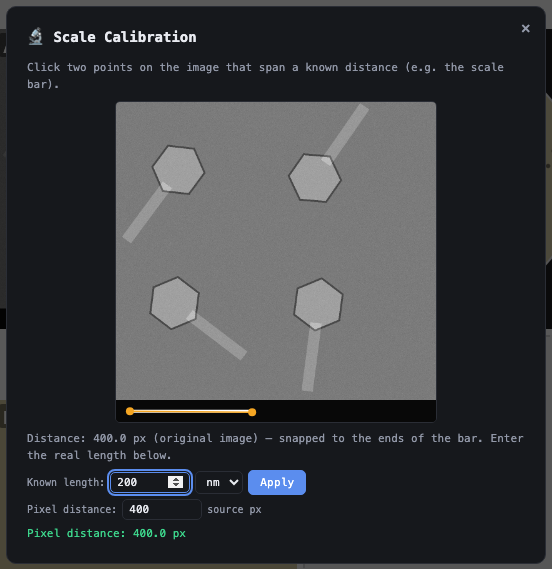 Scale Calibration
×
Click two points on the image that span a known distance (e.g. the scale
bar).
Distance: 400.0 px (original image) — snapped to the ends of the bar. Enter
the real length below.
Known length: 200 nm Apply
Pixel distance: 400 source px
Pixel distance: 400.0 px